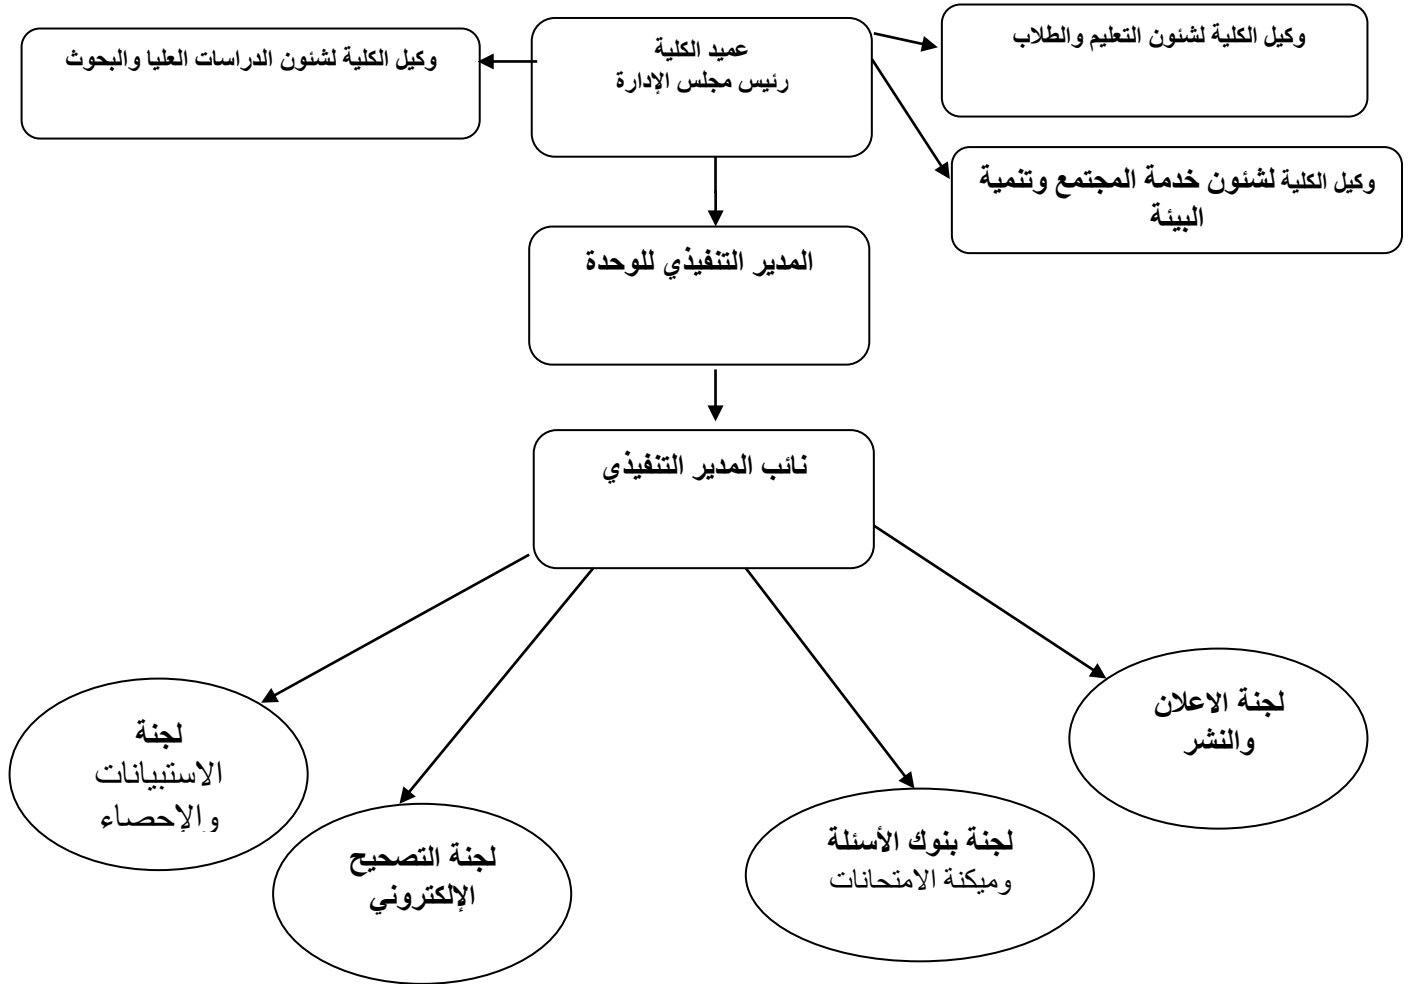 وكيل الكلية لشئون التعليم والطلاب
عميد الكلية
رئيس مجلس الإدارة
وكيل الكلية لشئون الدراسات العليا والبحوث
وكيل الكلية لشئون خدمة المجتمع وتنمية
البيئة
المدير التنفيذي للوحدة
نائب المدير التنفيذي
لجنة الاعلان
والنشر
لجنة بنوك الأسئلة
وميكنة الامتحانات
لجنة التصحيح
الإلكتروني
لجنة
الاستبيانات
والإحصاء